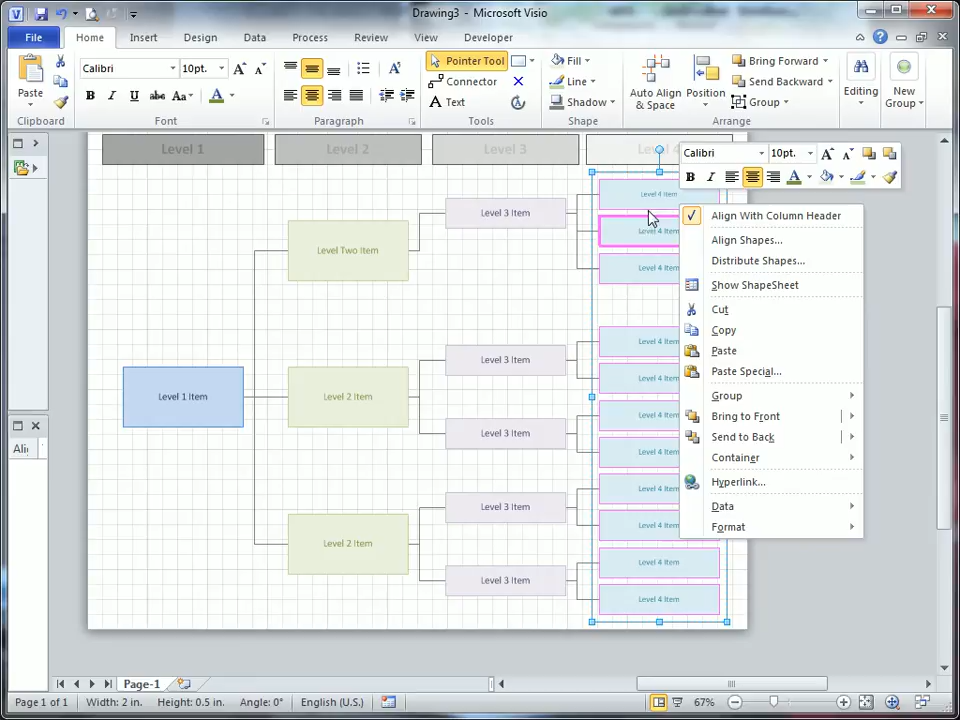 Drawing3 - Microsoft Visio
File Home Insert Design Data Process Review View Developer
Paste
Clipboard
Calibri 10pt. A A
B I U abc Aa A
Font
Paragraph
Pointer Tool
Connector
A Text
Tools
Fill
Line
Shadow
Shape
Auto Align & Space
Position
Bring Forward
Send Backward
Group
Arrange
Editing
New Group
Level 1 Level 2 Level 3 Level 4
Calibri 10pt. A A
B I A
Level 4 Item
Level 3 Item
Level 4 Item
Level Two Item
Level 4 Item
Level 4 Item
Level 3 Item
Level 4 Item
Level 1 Item
Level 2 Item
Level 4 Item
Level 3 Item
Level 4 Item
Level 4 Item
Level 3 Item
Level 4 Item
Level 2 Item
Level 4 Item
Level 3 Item
Level 4 Item
Align With Column Header
Align Shapes...
Distribute Shapes...
Show ShapeSheet
Cut
Copy
Paste
Paste Special...
Group
Bring to Front
Send to Back
Container
Hyperlink...
Data
Format
Page-1
Page 1 of 1 Width: 2 in. Height: 0.5 in. Angle: 0° English (U.S.) 67%